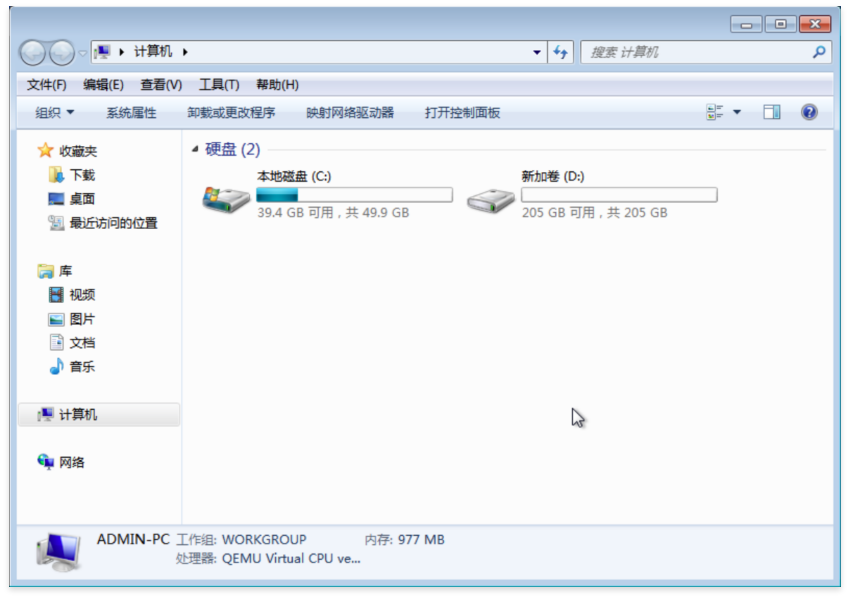 计算机
搜索 计算机
文件(F) 编辑(E) 查看(V) 工具(T) 帮助(H)
组织 系统属性 卸载或更改程序 映射网络驱动器 打开控制面板
收藏夹
下载
桌面
最近访问的位置
库
视频
图片
文档
音乐
计算机
网络
硬盘 (2)
本地磁盘 (C:)
39.4 GB 可用，共 49.9 GB
新加卷 (D:)
205 GB 可用，共 205 GB
ADMIN-PC 工作组: WORKGROUP 内存: 977 MB
处理器: QEMU Virtual CPU ve...